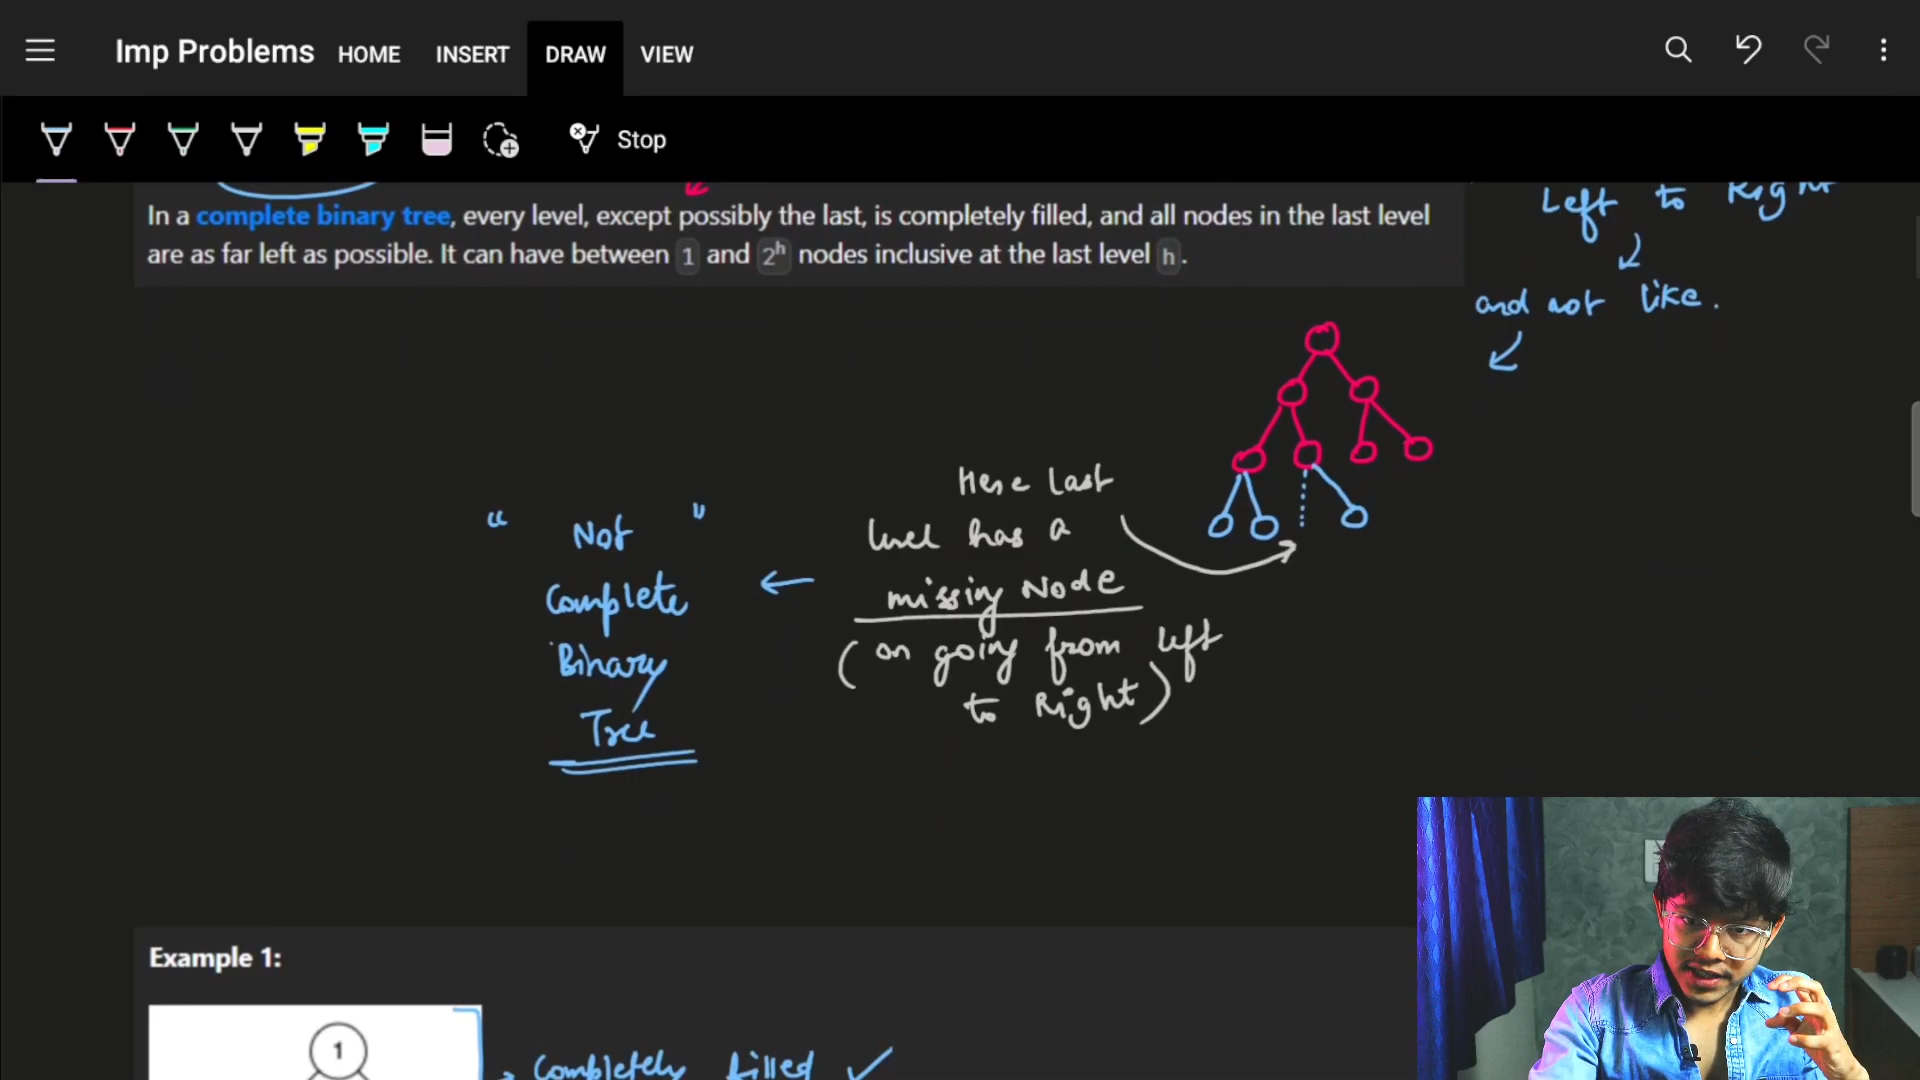 Imp Problems HOME INSERT DRAW VIEW
Stop
Left to Right
In a complete binary tree, every level, except possibly the last, is completely filled, and all nodes in the last level
are as far left as possible. It can have between 1 and 2^h nodes inclusive at the last level h.
and not like.
Here last
level has a
missing Node
(on going from left
to Right)
" Not "
Complete
Binary
Tree
Example 1:
1
Completely filled ✓